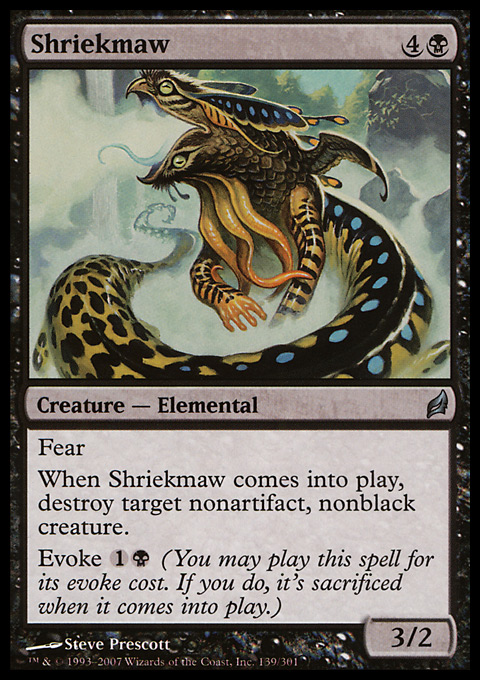 Shriekmaw 4
Creature — Elemental
Fear
When Shriekmaw comes into play,
destroy target nonartifact, nonblack
creature.
Evoke 1 (You may play this spell for
its evoke cost. If you do, it's sacrificed
when it comes into play.)
Steve Prescott
3/2
™ & © 1993–2007 Wizards of the Coast, Inc. 139/301